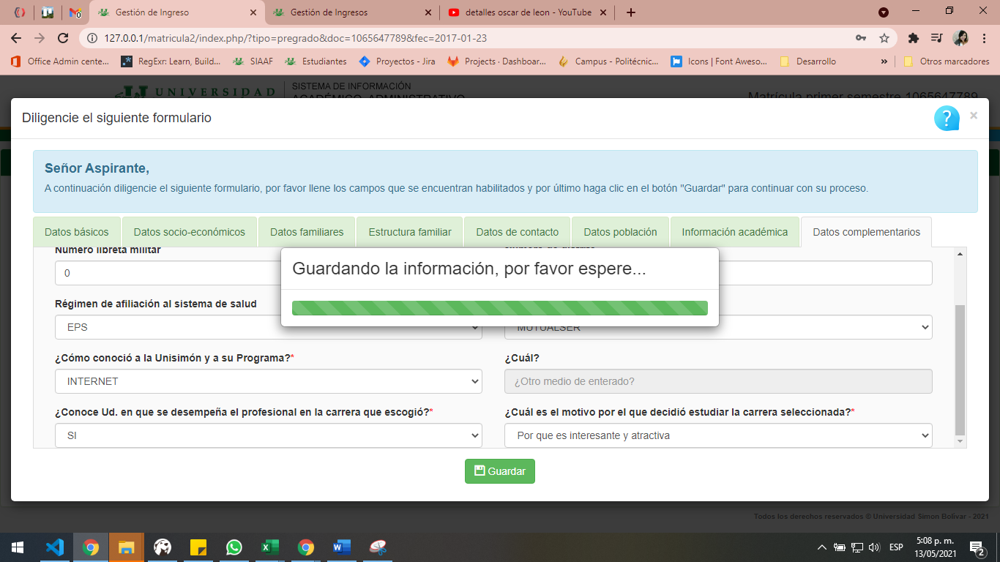 Gestión de Ingreso
Gestión de Ingresos
detalles oscar de leon - YouTube
127.0.0.1/matricula2/index.php/?tipo=pregrado&doc=1065647789&fec=2017-01-23
Office Admin cente...
RegExr: Learn, Build...
SIAAF
Estudiantes
Proyectos - Jira
Projects · Dashboar...
Campus - Politécnic...
Icons | Font Aweso...
Desarrollo
»
Otros marcadores
UNIVERSIDAD
SISTEMA DE INFORMACIÓN
ACADÉMICO, ADMINISTRATIVO
Matrícula primer semestre 1065647789
Diligencie el siguiente formulario
?
×
Señor Aspirante,
A continuación diligencie el siguiente formulario, por favor llene los campos que se encuentran habilitados y por último haga clic en el botón "Guardar" para continuar con su proceso.
Datos básicos
Datos socio-económicos
Datos familiares
Estructura familiar
Datos de contacto
Datos población
Información académica
Datos complementarios
Número libreta militar
0
Guardando la información, por favor espere...
Régimen de afiliación al sistema de salud
EPS
MUTUALSER
¿Cómo conoció a la Unisimón y a su Programa?*
¿Cuál?
INTERNET
¿Otro medio de enterado?
¿Conoce Ud. en que se desempeña el profesional en la carrera que escogió?*
¿Cuál es el motivo por el que decidió estudiar la carrera seleccionada?*
SI
Por que es interesante y atractiva
Guardar
Todos los derechos reservados © Universidad Simon Bolívar - 2021
ESP
5:08 p. m.
13/05/2021
2